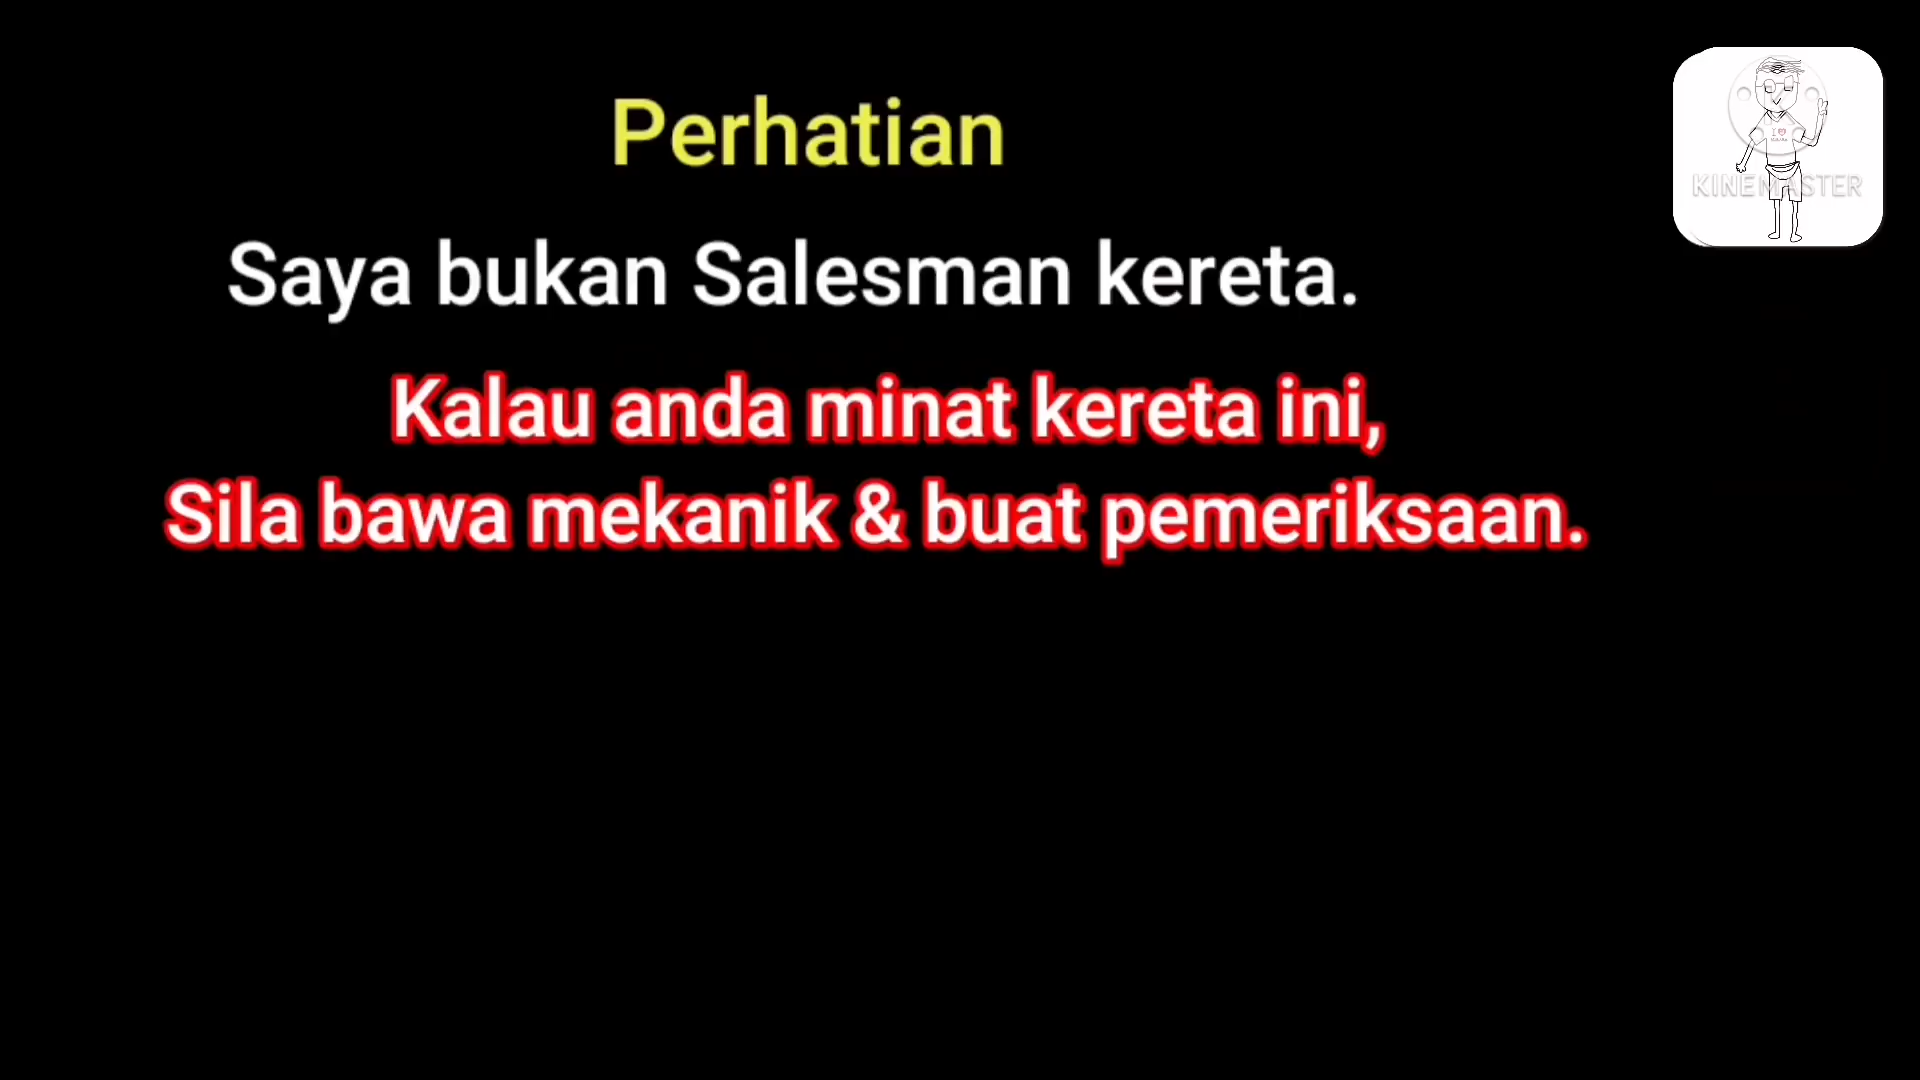 Perhatian
Saya bukan Salesman kereta.
Kalau anda minat kereta ini,
Sila bawa mekanik & buat pemeriksaan.
KINEMASTER